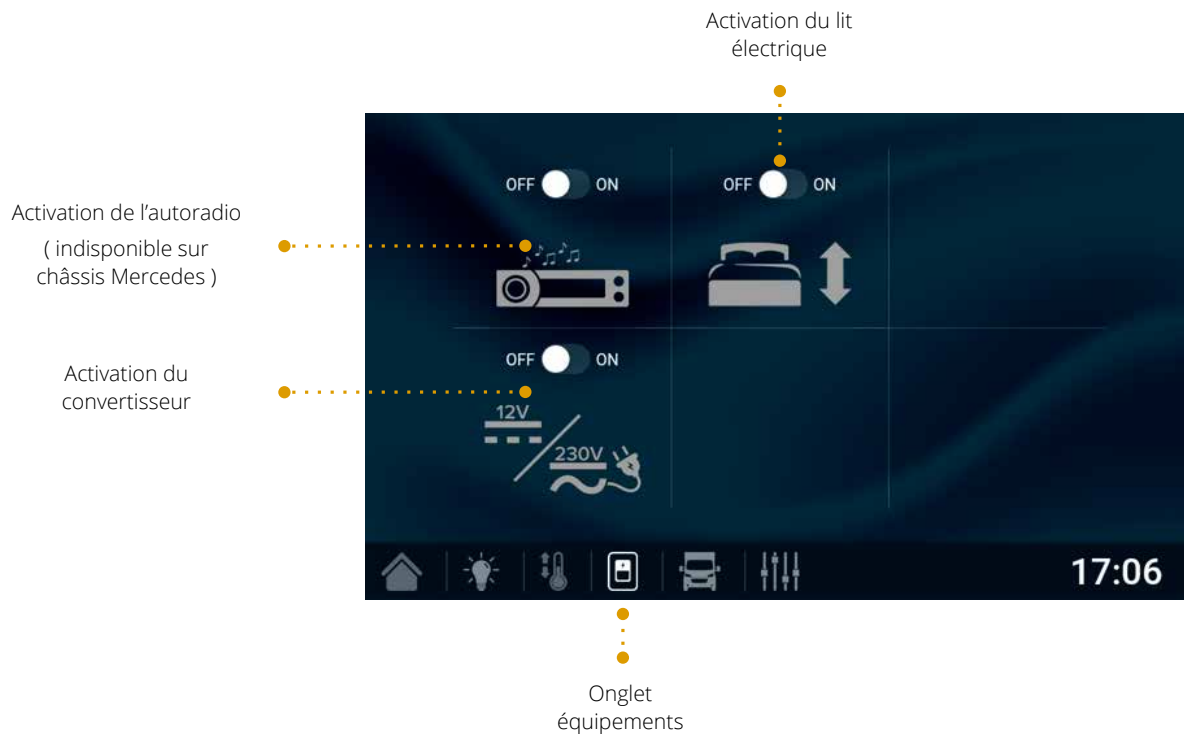 Activation du lit
électrique
OFF ON
OFF ON
Activation de l’autoradio
( indisponible sur
châssis Mercedes )
OFF ON
Activation du
convertisseur
12V
230V
17:06
Onglet
équipements